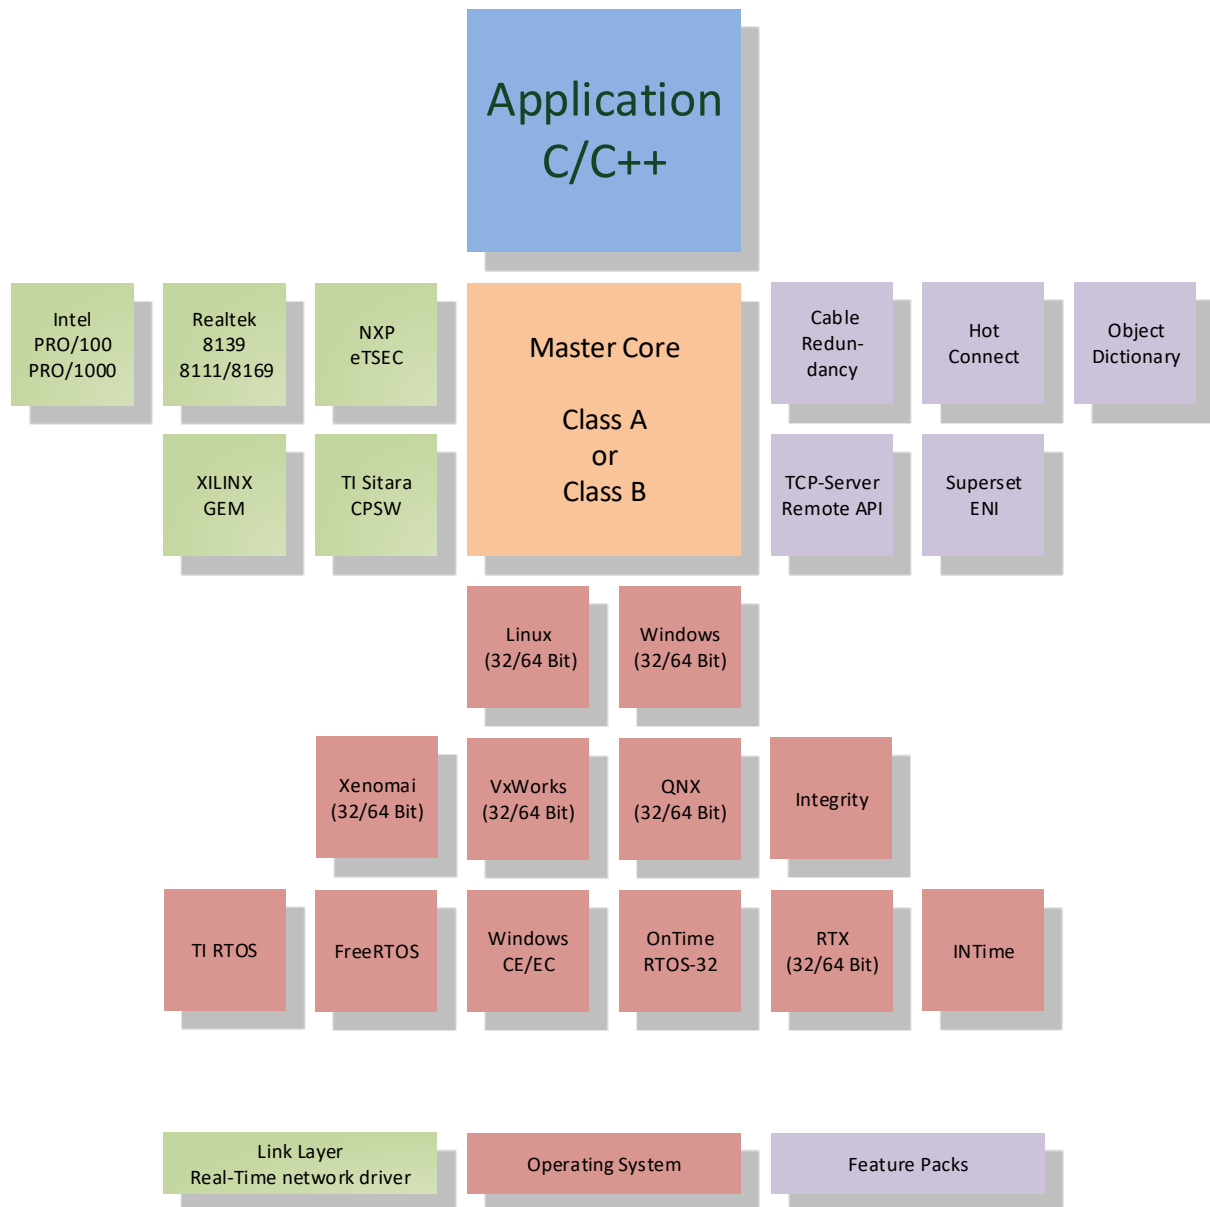 Application
C/C++
Intel
PRO/100
PRO/1000
Realtek
8139
8111/8169
NXP
eTSEC
Master Core
Class A
or
Class B
Cable
Redun-
dancy
Hot
Connect
Object
Dictionary
XILINX
GEM
TI Sitara
CPSW
TCP-Server
Remote API
Superset
ENI
Linux
(32/64 Bit)
Windows
(32/64 Bit)
Xenomai
(32/64 Bit)
VxWorks
(32/64 Bit)
QNX
(32/64 Bit)
Integrity
TI RTOS
FreeRTOS
Windows
CE/EC
OnTime
RTOS-32
RTX
(32/64 Bit)
INTime
Link Layer
Real-Time network driver
Operating System
Feature Packs